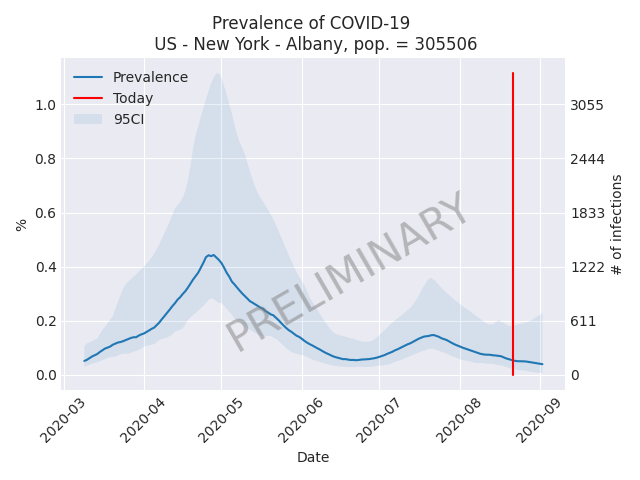 Prevalence of COVID-19
US - New York - Albany, pop. = 305506
Prevalence
Today
95CI
1.0
0.8
0.6
0.4
0.2
0.0
%
3055
2444
1833
1222
611
0
# of infections
PRELIMINARY
2020-03
2020-04
2020-05
2020-06
2020-07
2020-08
2020-09
Date